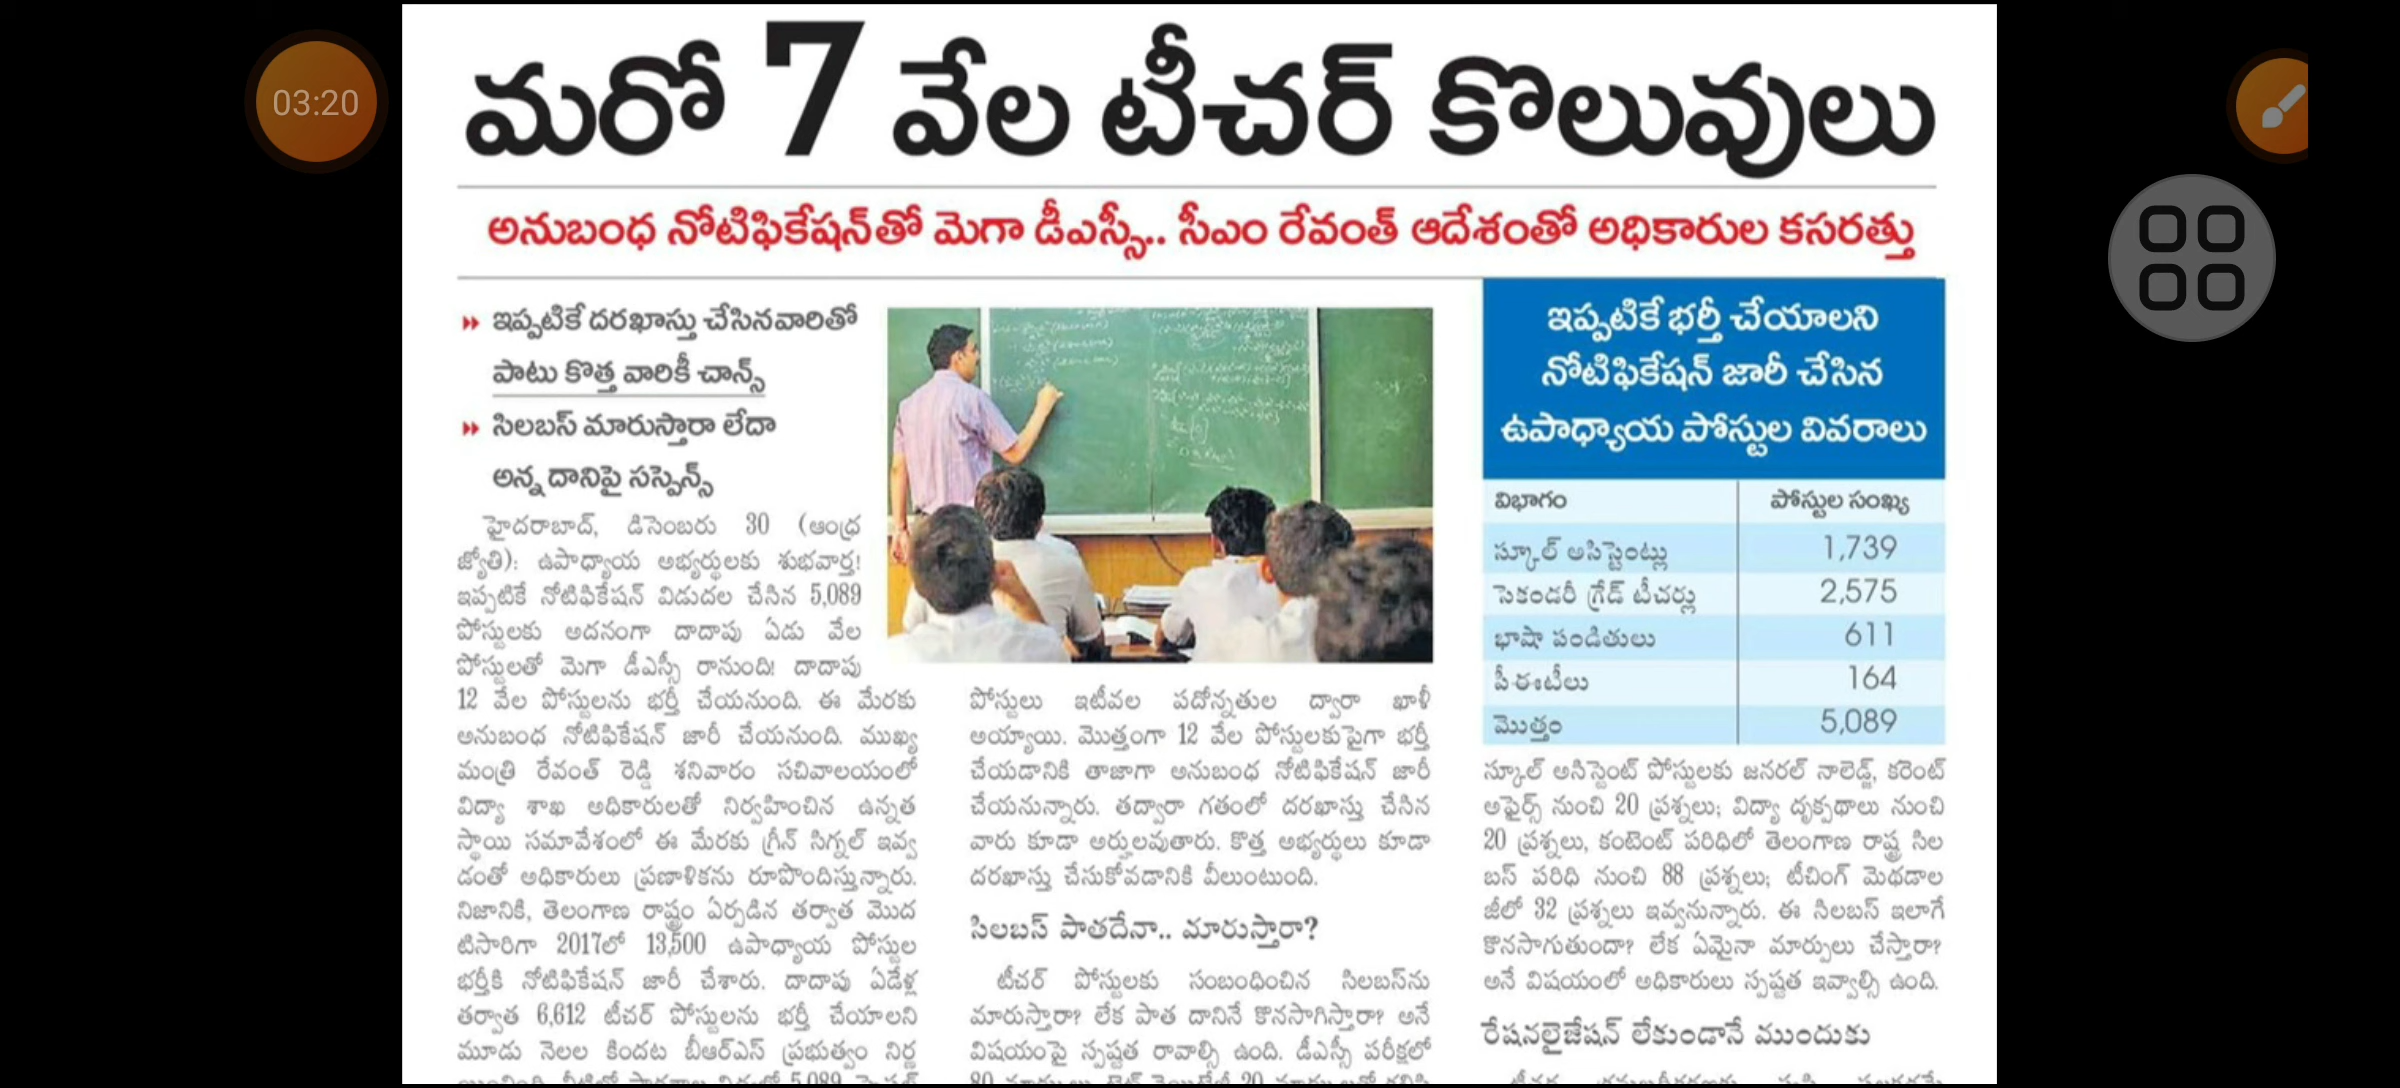 03:20
మరో 7 వేల టీచర్ కొలువులు
అనుబంధ నోటిఫికేషన్‌తో మెగా డీఎస్సీ.. సీఎం రేవంత్ ఆదేశంతో అధికారుల కసరత్తు
ఇప్పటికే దరఖాస్తు చేసినవారితో
పాటు కొత్త వారికీ చాన్స్
సిలబస్ మారుస్తారా లేదా
అన్న దానిపై సస్పెన్స్
హైదరాబాద్, డిసెంబరు 30 (ఆంధ్ర
జ్యోతి): ఉపాధ్యాయ అభ్యర్థులకు శుభవార్త!
ఇప్పటికే నోటిఫికేషన్ విడుదల చేసిన 5,089
పోస్టులకు అదనంగా దాదాపు ఏడు వేల
పోస్టులతో మెగా డీఎస్సీ రానుంది! దాదాపు
12 వేల పోస్టులను భర్తీ చేయనుంది. ఈ మేరకు
అనుబంధ నోటిఫికేషన్ జారీ చేయనుంది. ముఖ్య
మంత్రి రేవంత్ రెడ్డి శనివారం సచివాలయంలో
విద్యా శాఖ అధికారులతో నిర్వహించిన ఉన్నత
స్థాయి సమావేశంలో ఈ మేరకు గ్రీన్ సిగ్నల్ ఇవ్వ
డంతో అధికారులు ప్రణాళికను రూపొందిస్తున్నారు.
నిజానికి, తెలంగాణ రాష్ట్రం ఏర్పడిన తర్వాత మొద
టిసారిగా 2017లో 13,500 ఉపాధ్యాయ పోస్టుల
భర్తీకి నోటిఫికేషన్ జారీ చేశారు. దాదాపు ఏడేళ్ల
తర్వాత 6,612 టీచర్ పోస్టులను భర్తీ చేయాలని
మూడు నెలల కిందట బీఆర్ఎస్ ప్రభుత్వం నిర్ణ
పోస్టులు ఇటీవల పదోన్నతుల ద్వారా ఖాళీ
అయ్యాయి. మొత్తంగా 12 వేల పోస్టులకుపైగా భర్తీ
చేయడానికి తాజాగా అనుబంధ నోటిఫికేషన్ జారీ
చేయనున్నారు. తద్వారా గతంలో దరఖాస్తు చేసిన
వారు కూడా అర్హులవుతారు. కొత్త అభ్యర్థులు కూడా
దరఖాస్తు చేసుకోవడానికి వీలుంటుంది.
సిలబస్ పాతదేనా.. మారుస్తారా?
టీచర్ పోస్టులకు సంబంధించిన సిలబస్‌ను
మారుస్తారా? లేక పాత దానినే కొనసాగిస్తారా? అనే
విషయంపై స్పష్టత రావాల్సి ఉంది. డీఎస్సీ పరీక్షలో
ఇప్పటికే భర్తీ చేయాలని
నోటిఫికేషన్ జారీ చేసిన
ఉపాధ్యాయ పోస్టుల వివరాలు
విభాగం పోస్టుల సంఖ్య
స్కూల్ అసిస్టెంట్లు 1,739
సెకండరీ గ్రేడ్ టీచర్లు 2,575
భాషా పండితులు 611
పీఈటీలు 164
మొత్తం 5,089
స్కూల్ అసిస్టెంట్ పోస్టులకు జనరల్ నాలెడ్జ్, కరెంట్
అఫైర్స్ నుంచి 20 ప్రశ్నలు; విద్యా దృక్పథాలు నుంచి
20 ప్రశ్నలు, కంటెంట్ పరిధిలో తెలంగాణ రాష్ట్ర సిల
బస్ పరిధి నుంచి 88 ప్రశ్నలు; టీచింగ్ మెథడాల
జీలో 32 ప్రశ్నలు ఇవ్వనున్నారు. ఈ సిలబస్ ఇలాగే
కొనసాగుతుందా? లేక ఏమైనా మార్పులు చేస్తారా?
అనే విషయంలో అధికారులు స్పష్టత ఇవ్వాల్సి ఉంది.
రేషనలైజేషన్ లేకుండానే ముందుకు